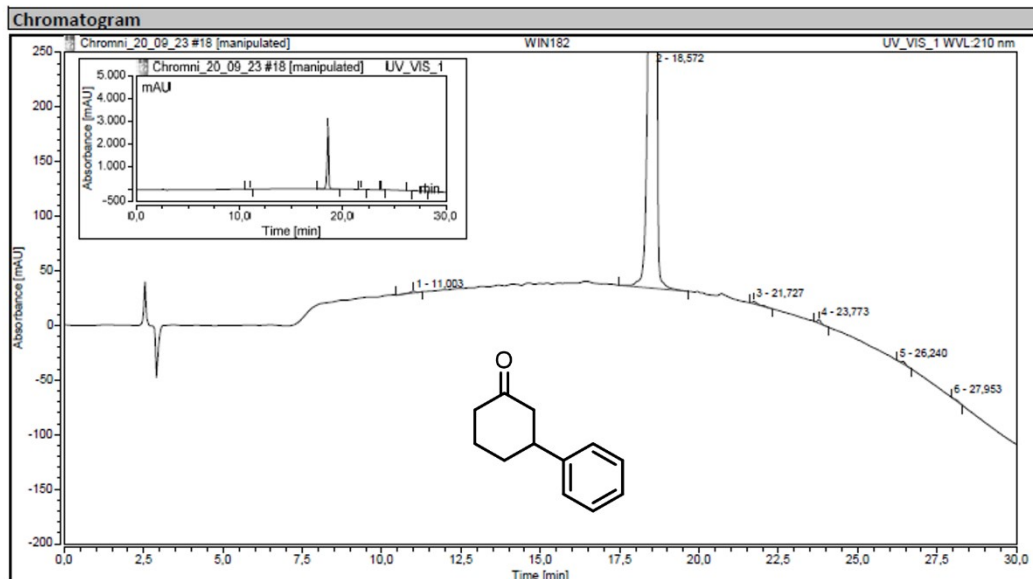 Chromatogram
Chromni_20_09_23 #18 [manipulated] WIN182 UV_VIS_1 WVL:210 nm
250
200
150
100
50
0
-50
-100
-150
-200
Absorbance [mAU]
Chromni_20_09_23 #18 [manipulated] UV_VIS_1
5.000
4.000
3.000
2.000
1.000
-500
Absorbance [mAU]
mAU
min
0,0 10,0 20,0 30,0
Time [min]
1 - 11,003
2 - 18,572
3 - 21,727
4 - 23,773
5 - 26,240
6 - 27,953
O
0,0 2,5 5,0 7,5 10,0 12,5 15,0 17,5 20,0 22,5 25,0 27,5 30,0
Time [min]